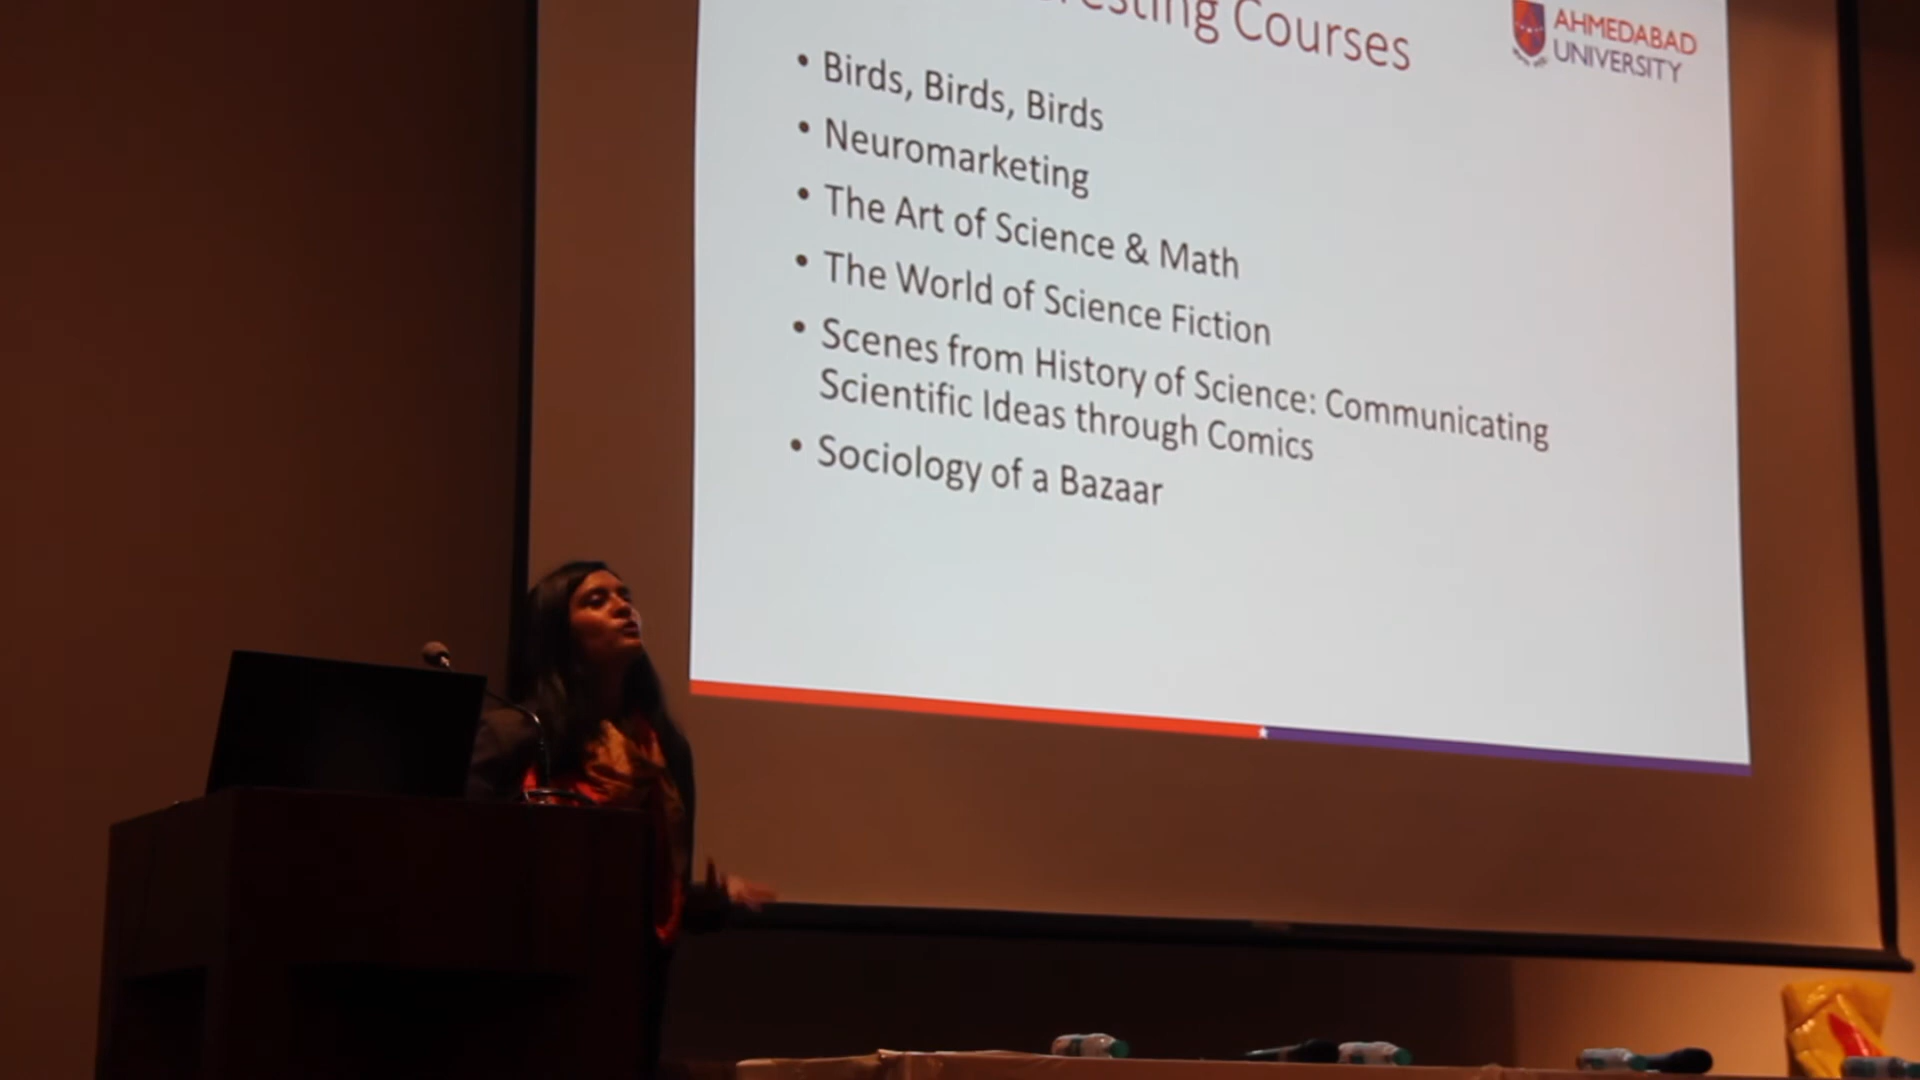 Courses
AHMEDABAD
UNIVERSITY
• Birds, Birds, Birds
• Neuromarketing
• The Art of Science & Math
• The World of Science Fiction
• Scenes from History of Science: Communicating
Scientific Ideas through Comics
• Sociology of a Bazaar